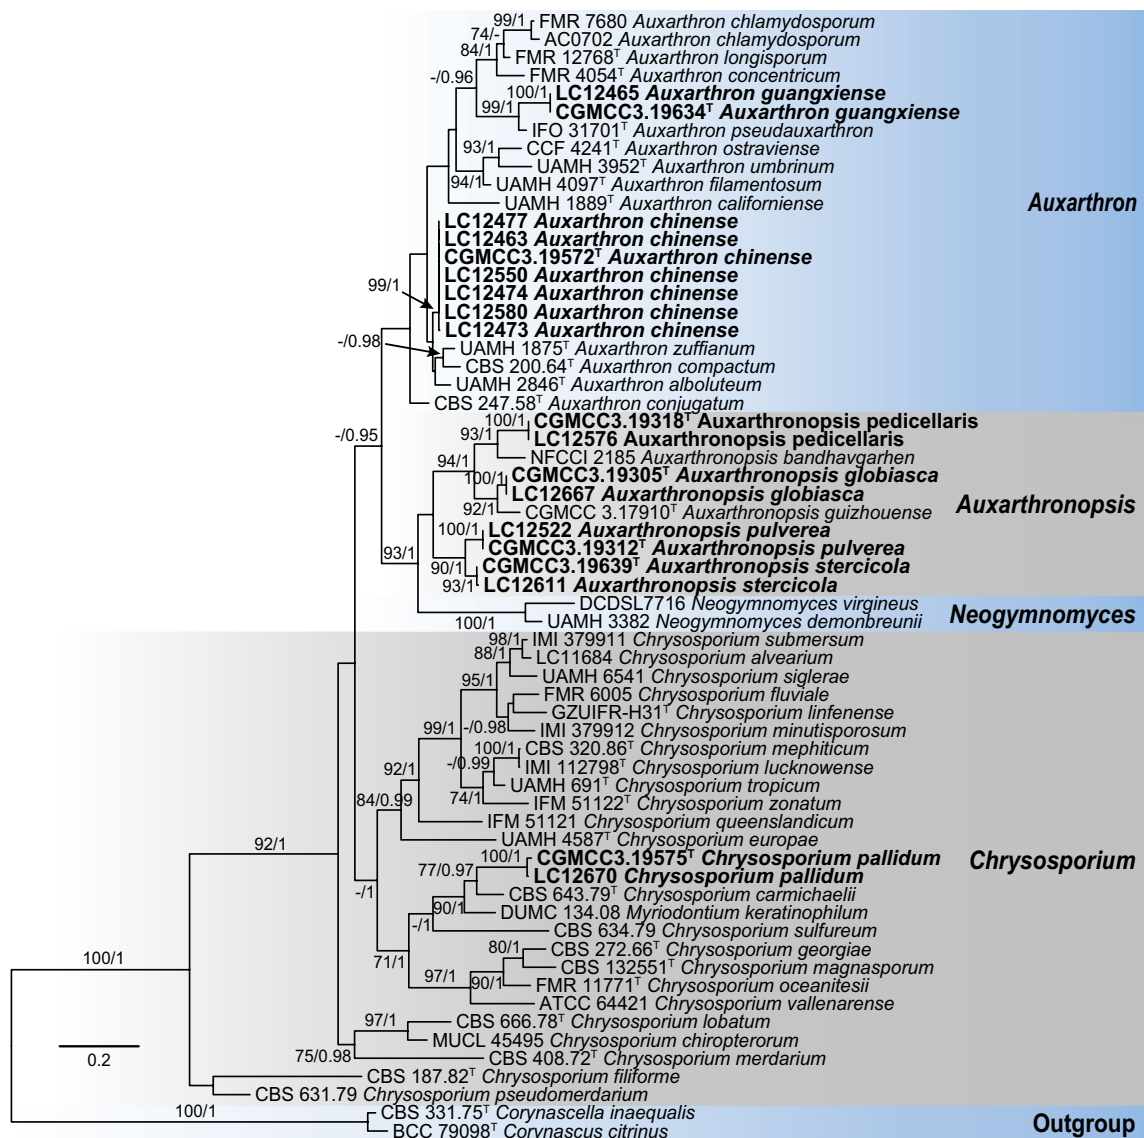 99/1
FMR 7680 Auxarthron chlamydosporum
74/-
AC0702 Auxarthron chlamydosporum
84/1
FMR 12768ᵀ Auxarthron longisporum
-/0.96
FMR 4054ᵀ Auxarthron concentricum
100/1
LC12465 Auxarthron guangxiense
99/1
CGMCC3.19634ᵀ Auxarthron guangxiense
IFO 31701ᵀ Auxarthron pseudauxarthron
93/1
CCF 4241ᵀ Auxarthron ostraviense
UAMH 3952ᵀ Auxarthron umbrinum
94/1
UAMH 4097ᵀ Auxarthron filamentosum
UAMH 1889ᵀ Auxarthron californiense
Auxarthron
LC12477 Auxarthron chinense
LC12463 Auxarthron chinense
CGMCC3.19572ᵀ Auxarthron chinense
99/1
LC12550 Auxarthron chinense
LC12474 Auxarthron chinense
LC12580 Auxarthron chinense
LC12473 Auxarthron chinense
-/0.98
UAMH 1875ᵀ Auxarthron zuffianum
CBS 200.64ᵀ Auxarthron compactum
UAMH 2846ᵀ Auxarthron alboluteum
CBS 247.58ᵀ Auxarthron conjugatum
100/1
CGMCC3.19318ᵀ Auxarthronopsis pedicellaris
-/0.95
93/1
LC12576 Auxarthronopsis pedicellaris
94/1
NFCCI 2185 Auxarthronopsis bandhavgarhen
100/1
CGMCC3.19305ᵀ Auxarthronopsis globiasca
LC12667 Auxarthronopsis globiasca
92/1
CGMCC 3.17910ᵀ Auxarthronopsis guizhouense
Auxarthronopsis
100/1
LC12522 Auxarthronopsis pulverea
93/1
CGMCC3.19312ᵀ Auxarthronopsis pulverea
90/1
CGMCC3.19639ᵀ Auxarthronopsis stercicola
93/1
LC12611 Auxarthronopsis stercicola
DCDSL7716 Neogymnomyces virgineus
100/1
UAMH 3382 Neogymnomyces demonbreunii
Neogymnomyces
98/1
IMI 379911 Chrysosporium submersum
88/1
LC11684 Chrysosporium alvearium
95/1
UAMH 6541 Chrysosporium siglerae
FMR 6005 Chrysosporium fluviale
GZUIFR-H31ᵀ Chrysosporium linfenense
99/1
-/0.98
IMI 379912 Chrysosporium minutisporosum
100/1
CBS 320.86ᵀ Chrysosporium mephiticum
92/1
-/0.99
IMI 112798ᵀ Chrysosporium lucknowense
UAMH 691ᵀ Chrysosporium tropicum
84/0.99
74/1
IFM 51122ᵀ Chrysosporium zonatum
IFM 51121 Chrysosporium queenslandicum
UAMH 4587ᵀ Chrysosporium europae
92/1
100/1
CGMCC3.19575ᵀ Chrysosporium pallidum
Chrysosporium
77/0.97
LC12670 Chrysosporium pallidum
-/1
CBS 643.79ᵀ Chrysosporium carmichaelii
90/1
DUMC 134.08 Myriodontium keratinophilum
-/1
CBS 634.79 Chrysosporium sulfureum
80/1
CBS 272.66ᵀ Chrysosporium georgiae
71/1
CBS 132551ᵀ Chrysosporium magnasporum
100/1
97/1
90/1
FMR 11771ᵀ Chrysosporium oceanitesii
ATCC 64421 Chrysosporium vallenarense
97/1
CBS 666.78ᵀ Chrysosporium lobatum
MUCL 45495 Chrysosporium chiropterorum
0.2
75/0.98
CBS 408.72ᵀ Chrysosporium merdarium
CBS 187.82ᵀ Chrysosporium filiforme
CBS 631.79 Chrysosporium pseudomerdarium
100/1
CBS 331.75ᵀ Corynascella inaequalis
BCC 79098ᵀ Corynascus citrinus
Outgroup